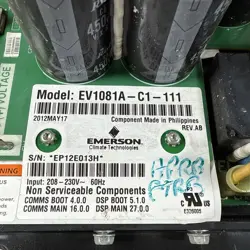 Model: EV1081A-C1-111
2012MAY17
Component Made in Philippines
REV.AB
EMERSON
Climate Technologies
S/N: "EP12E013H"
Input: 208-230V~ 60Hz
Non Serviceable Components
COMMS BOOT 4.0.0 DSP BOOT 5.1.0
COMMS MAIN 16.0.0 DSP MAIN 27.0.0
c UL US
VOLTAGE